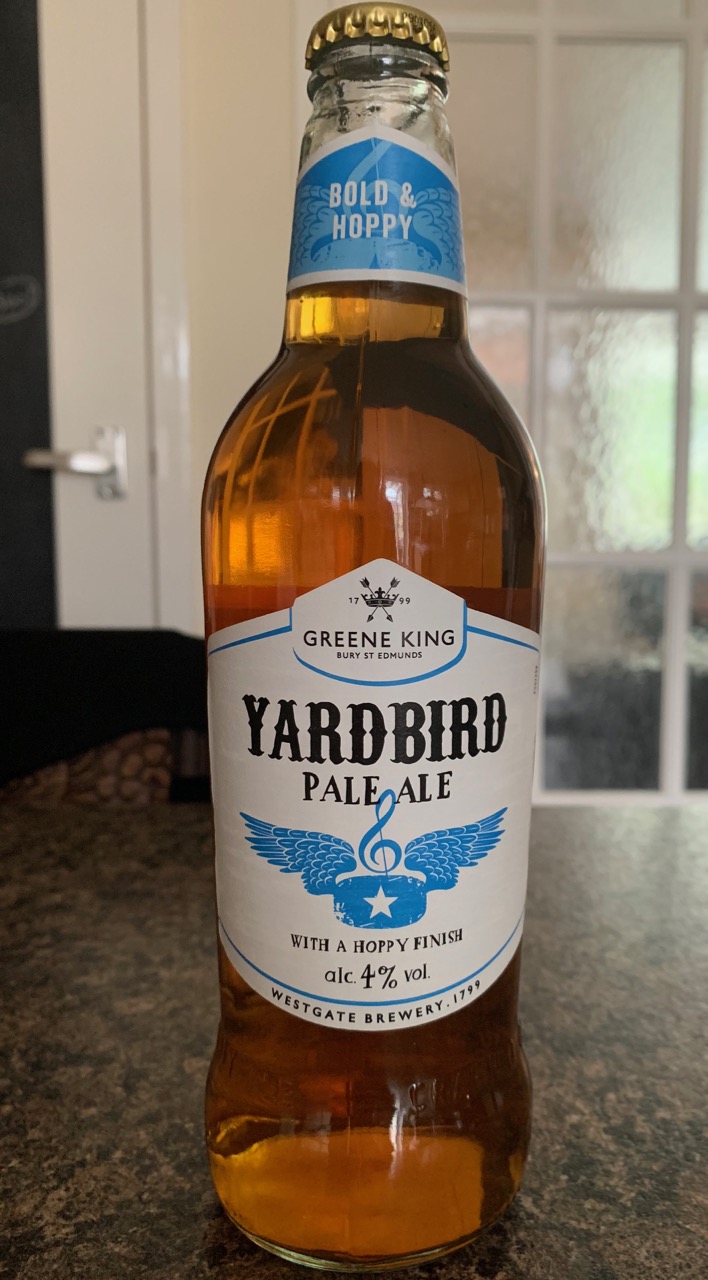 BOLD &
HOPPY
17 99
GREENE KING
BURY ST EDMUNDS
YARDBIRD
PALE ALE
WITH A HOPPY FINISH
alc. 4% vol.
WESTGATE BREWERY. 1799